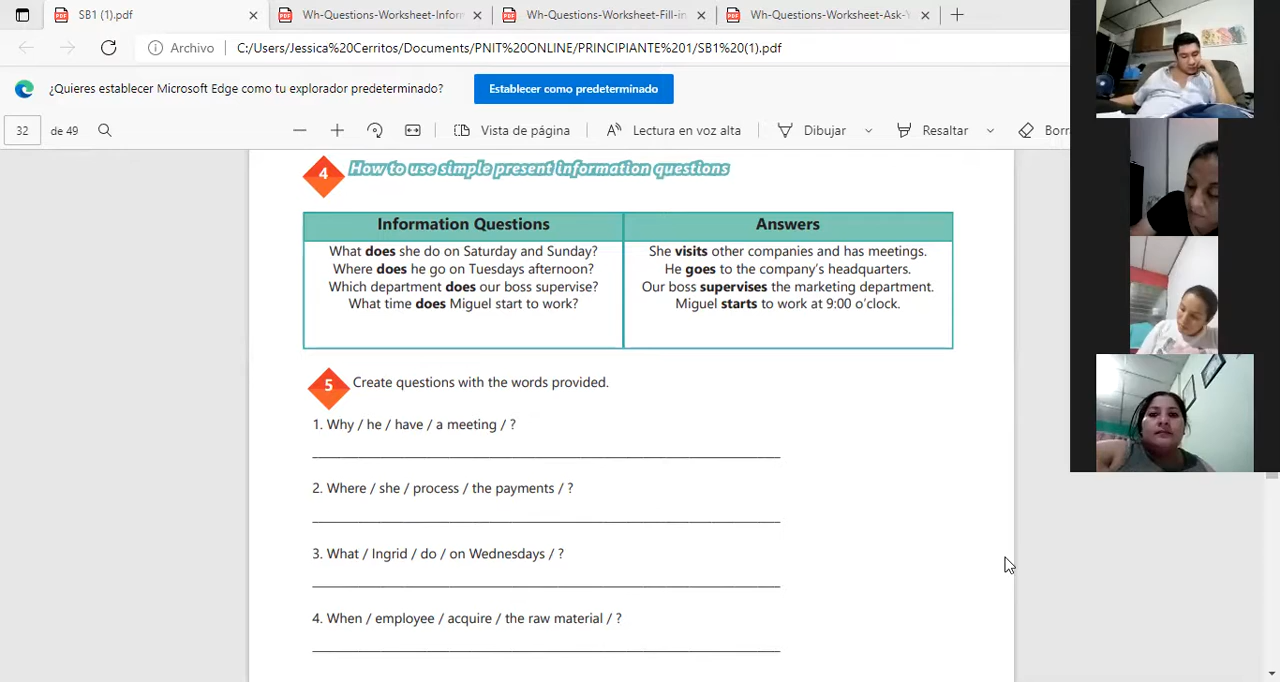 SB1 (1).pdf
Wh-Questions-Worksheet-Inforr
Wh-Questions-Worksheet-Fill-in
Wh-Questions-Worksheet-Ask-Y
Archivo
C:/Users/Jessica%20Cerritos/Documents/PNIT%20ONLINE/PRINCIPIANTE%201/SB1%20(1).pdf
¿Quieres establecer Microsoft Edge como tu explorador predeterminado?
Establecer como predeterminado
32 de 49
Vista de página
Lectura en voz alta
Dibujar
Resaltar
Borr
4 How to use simple present information questions
Information Questions
What does she do on Saturday and Sunday?
Where does he go on Tuesdays afternoon?
Which department does our boss supervise?
What time does Miguel start to work?
Answers
She visits other companies and has meetings.
He goes to the company's headquarters.
Our boss supervises the marketing department.
Miguel starts to work at 9:00 o'clock.
5 Create questions with the words provided.
1. Why / he / have / a meeting / ?
2. Where / she / process / the payments / ?
3. What / Ingrid / do / on Wednesdays / ?
4. When / employee / acquire / the raw material / ?